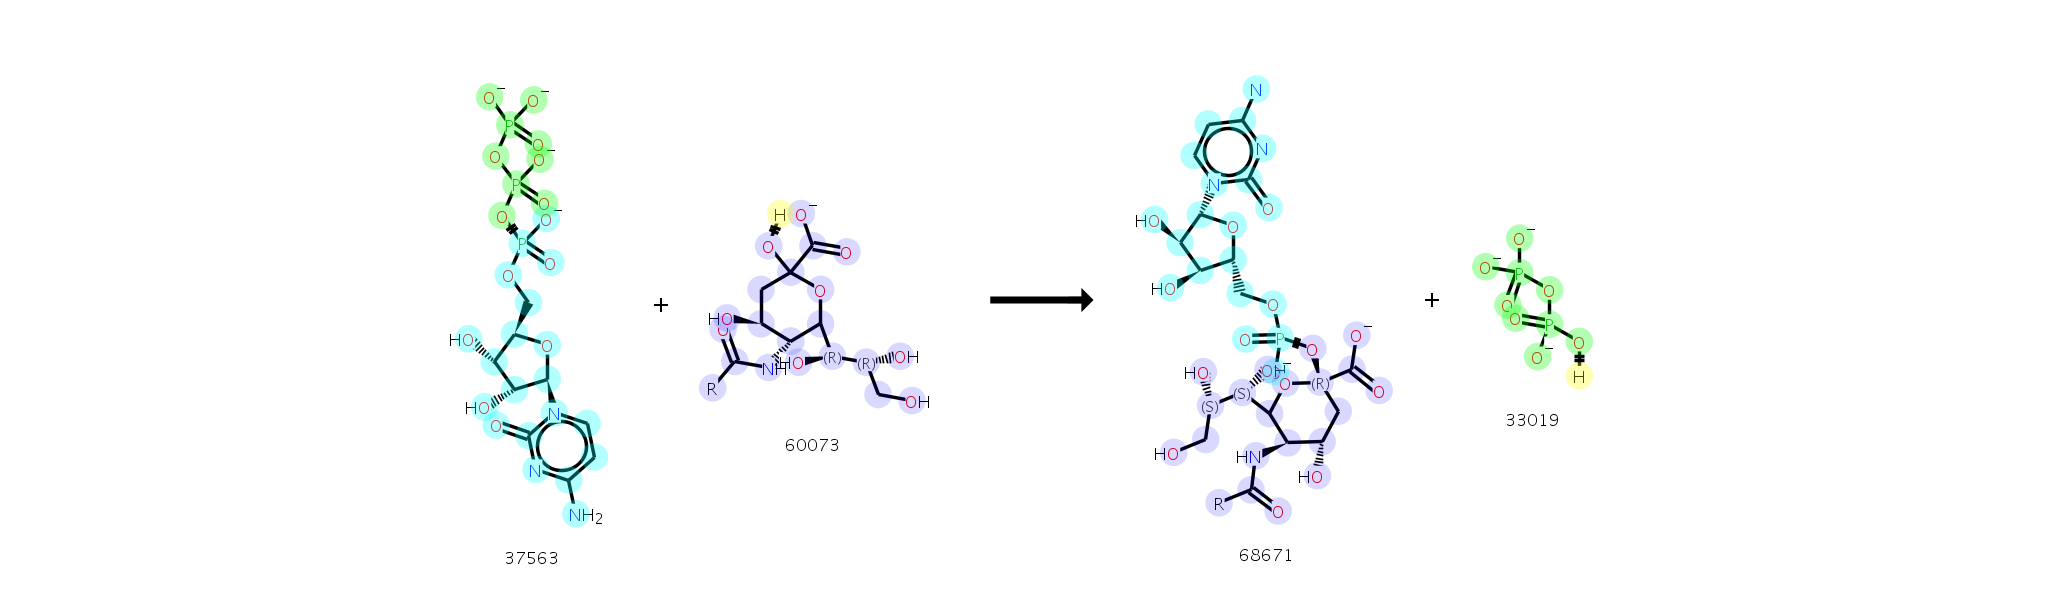 O⁻ O⁻
P
O O
O⁻
P
O
O O⁻
P
O
O
HO O
HO
N
O
N
NH₂
37563
+
H O⁻
O O
O
HO
O
HO (R) (R) OH
NH
R
OH
60073
N
N
N
O
HO O
HO
O
O P O O⁻
HO OH⁻
O (R) O
(S) (S)
HO HN HO
R O
68671
+
O⁻
O⁻ P O
O
O P O
O⁻
H
33019